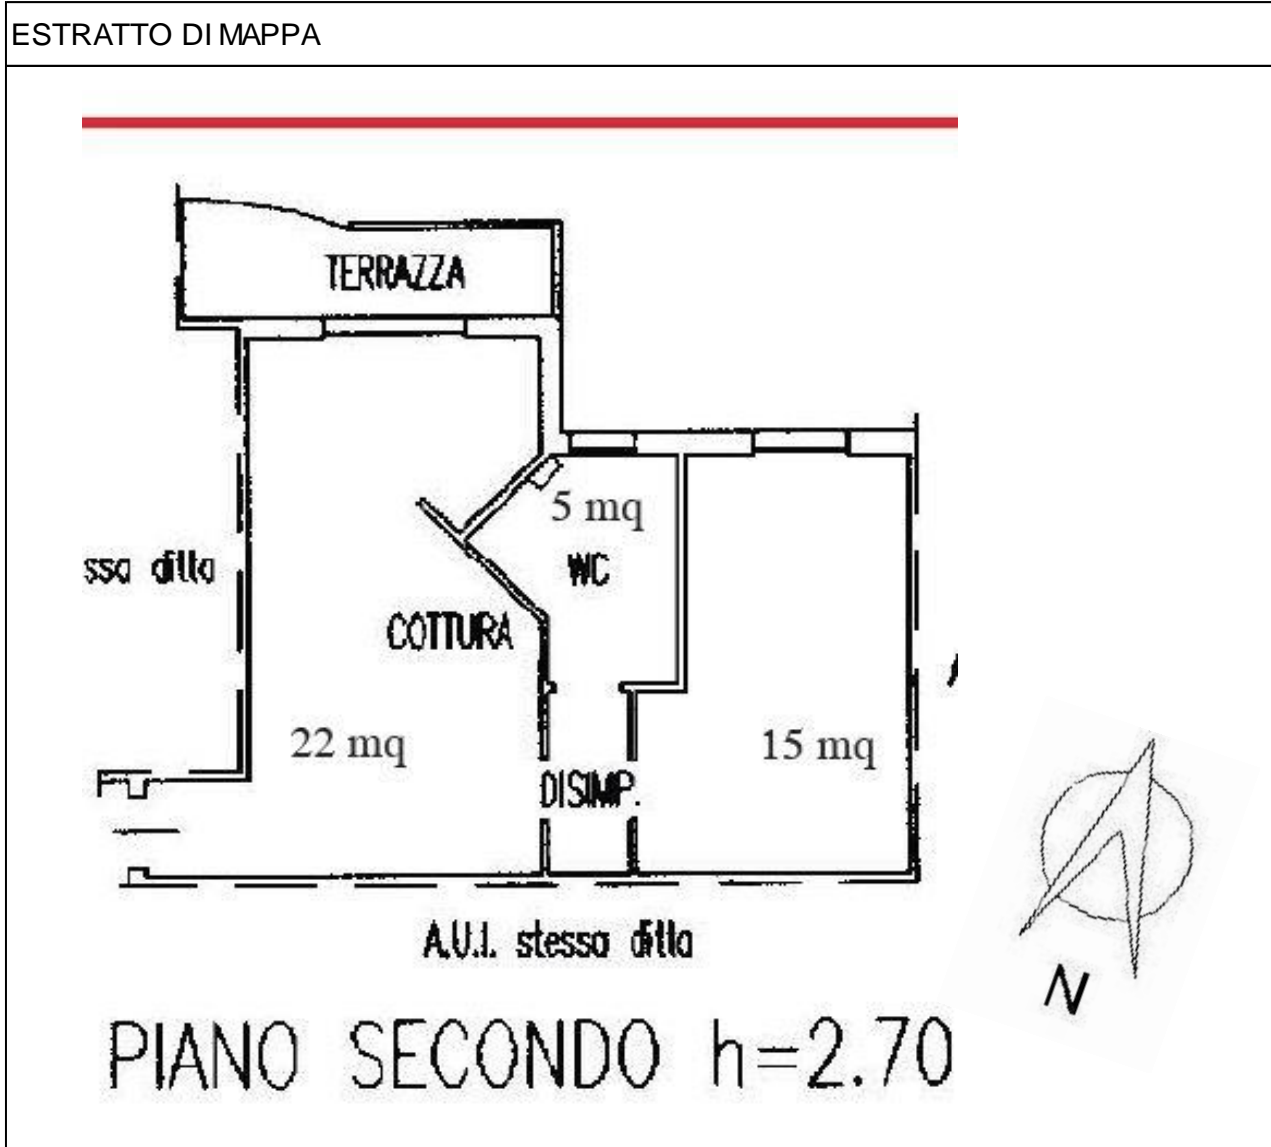 ESTRATTO DI MAPPA
TERRAZZA
5 mq
WC
ssa ditta
COTTURA
22 mq
15 mq
DISIMP.
A.U.I. stessa ditta
N
PIANO SECONDO h=2.70